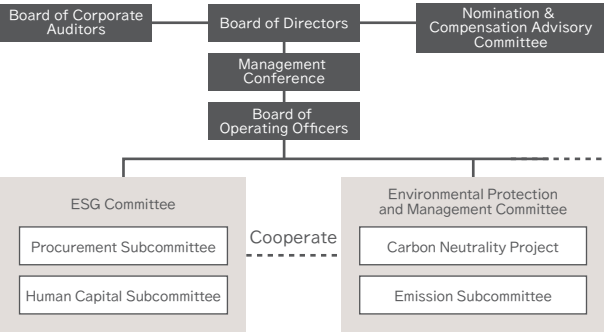 Board of Corporate
Auditors
Board of Directors
Nomination &
Compensation Advisory
Committee
Management
Conference
Board of
Operating Officers
ESG Committee
Procurement Subcommittee
Human Capital Subcommittee
Cooperate
Environmental Protection
and Management Committee
Carbon Neutrality Project
Emission Subcommittee